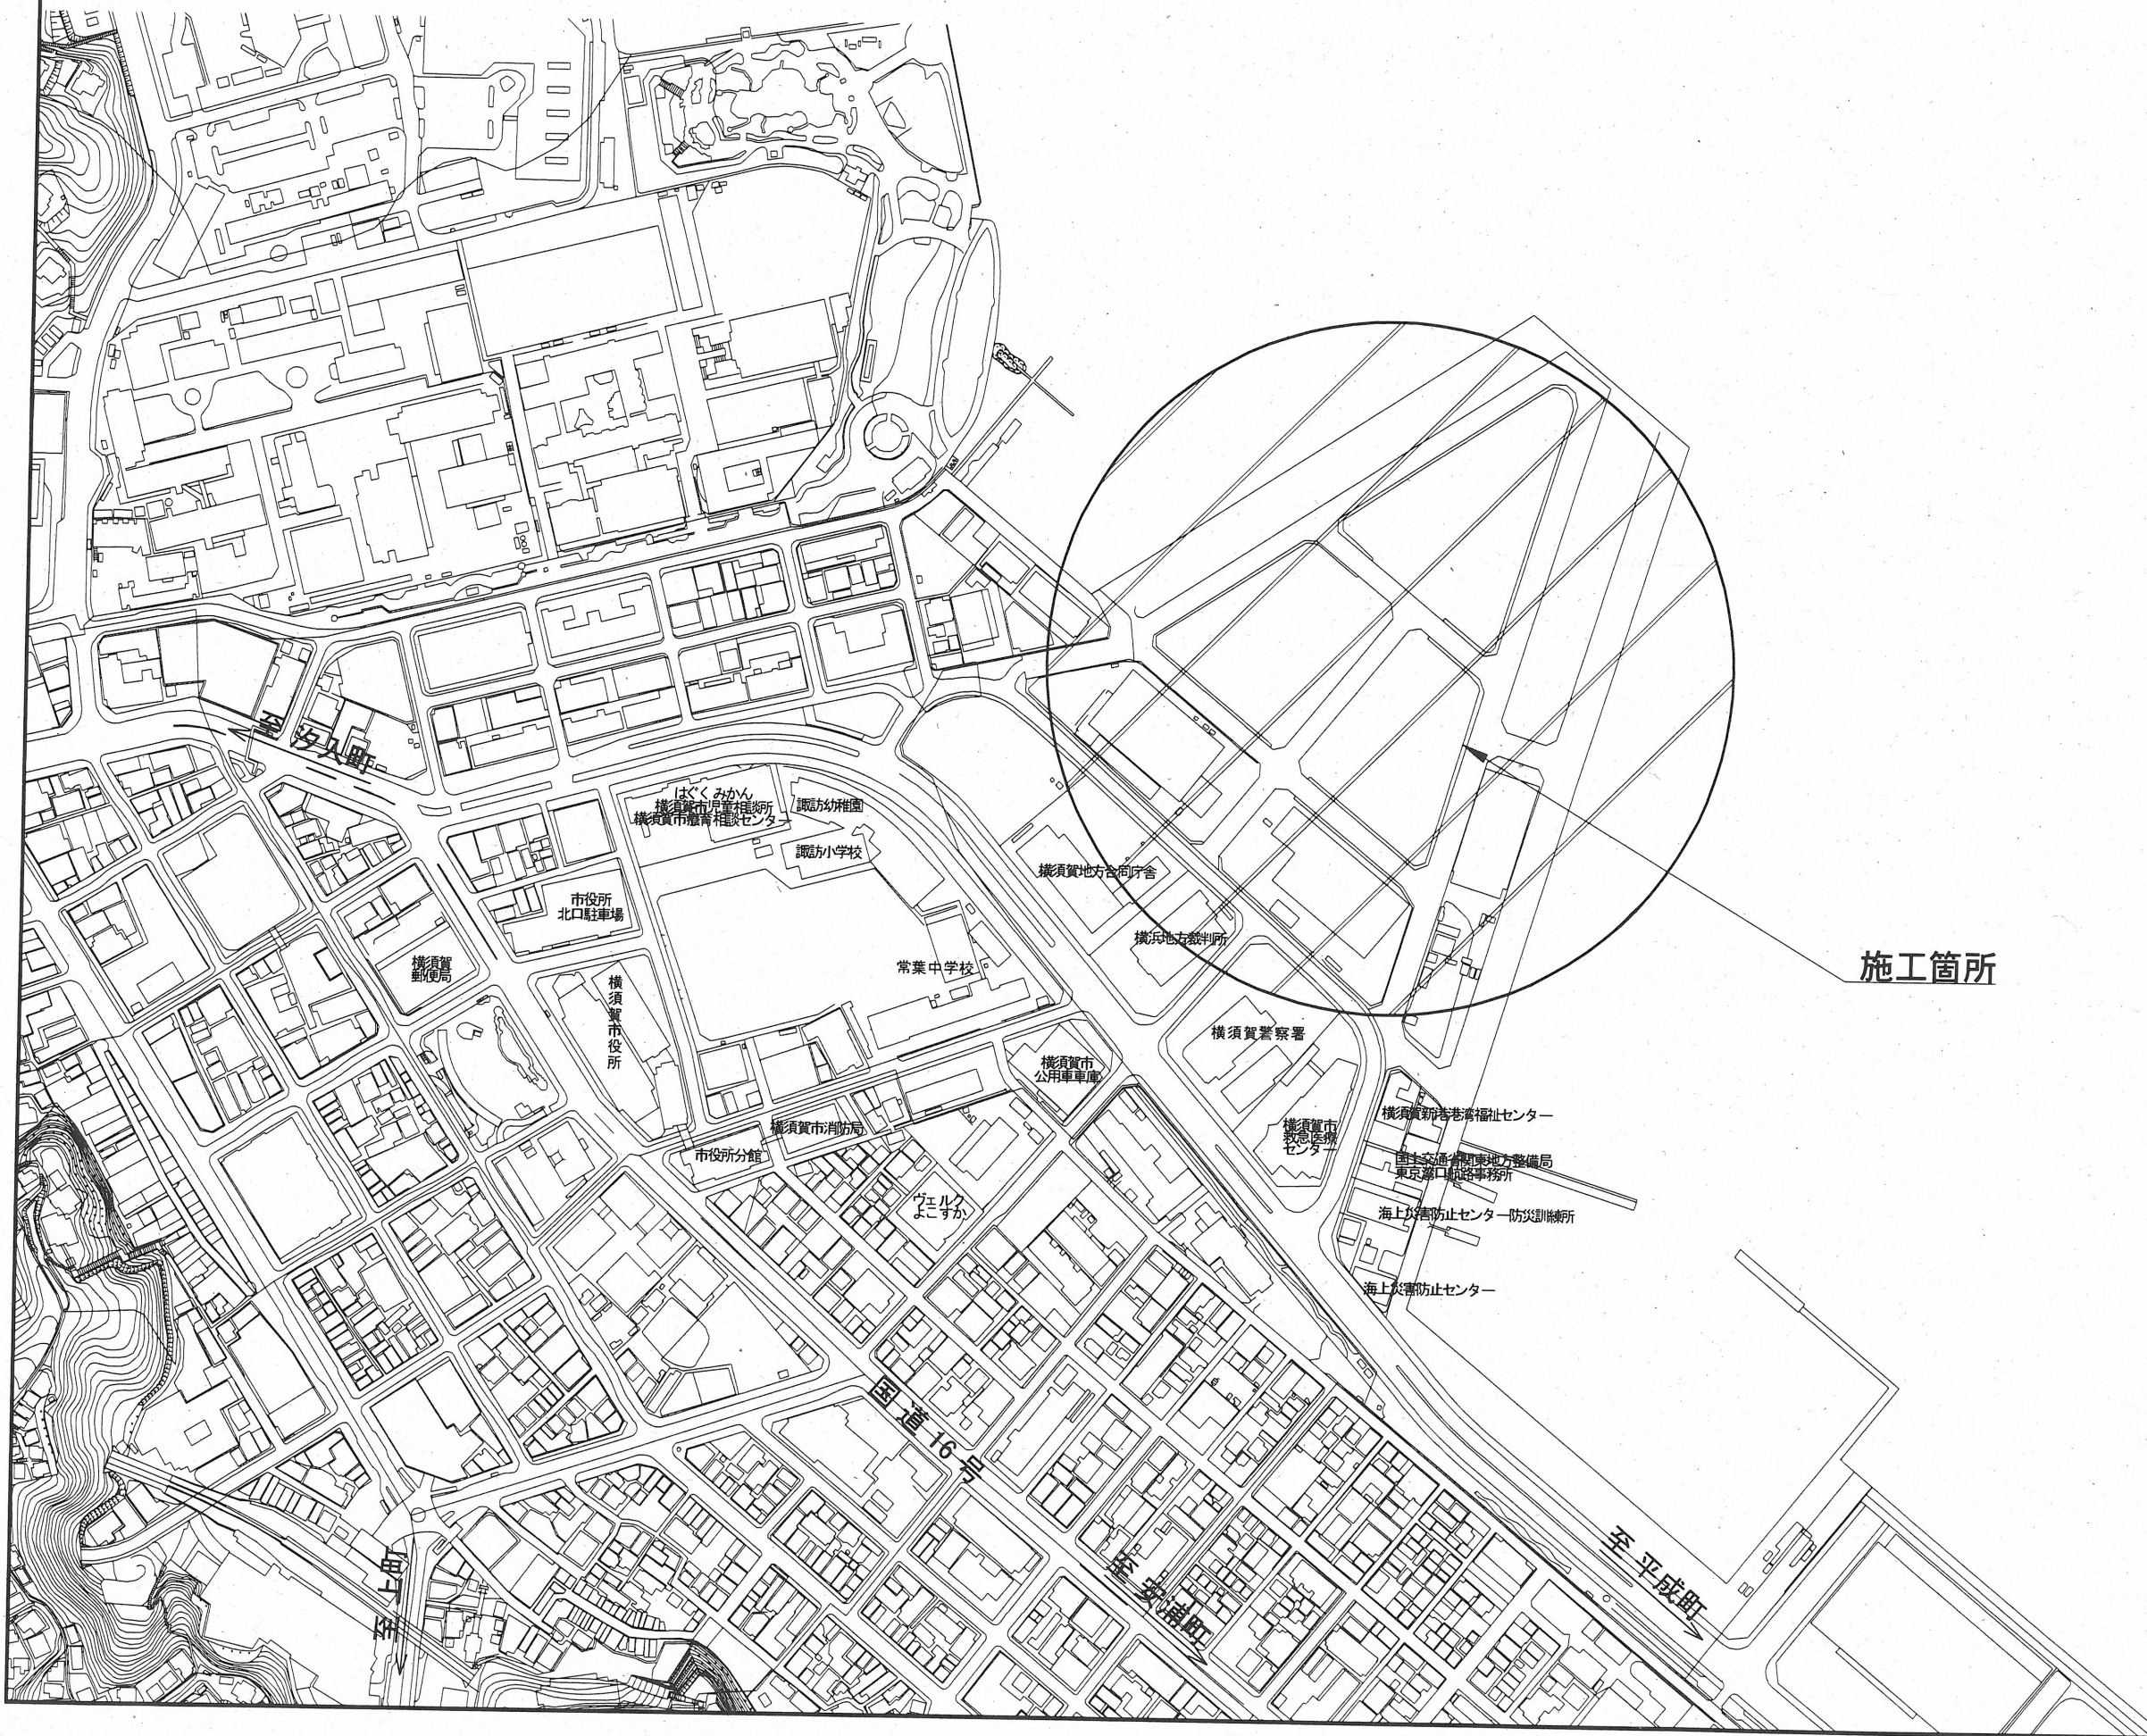 至 汐入町
はぐくみかん
横須賀市児童相談所
横須賀市療育相談センター
諏訪幼稚園
諏訪小学校
横須賀地方合同庁舎
市役所
北口駐車場
横浜地方裁判所
施工箇所
横須賀
郵便局
常葉中学校
横須賀市役所
横須賀警察署
横須賀市
公用車車庫
横須賀新港港湾福祉センター
横須賀市消防局
横須賀市
救急医療
センター
市役所分館
国土交通省関東地方整備局
東京湾口航路事務所
ヴェルク
よこすか
海上災害防止センター防災訓練所
海上災害防止センター
国道16号
至 上町
至 安浦町
至 平成町